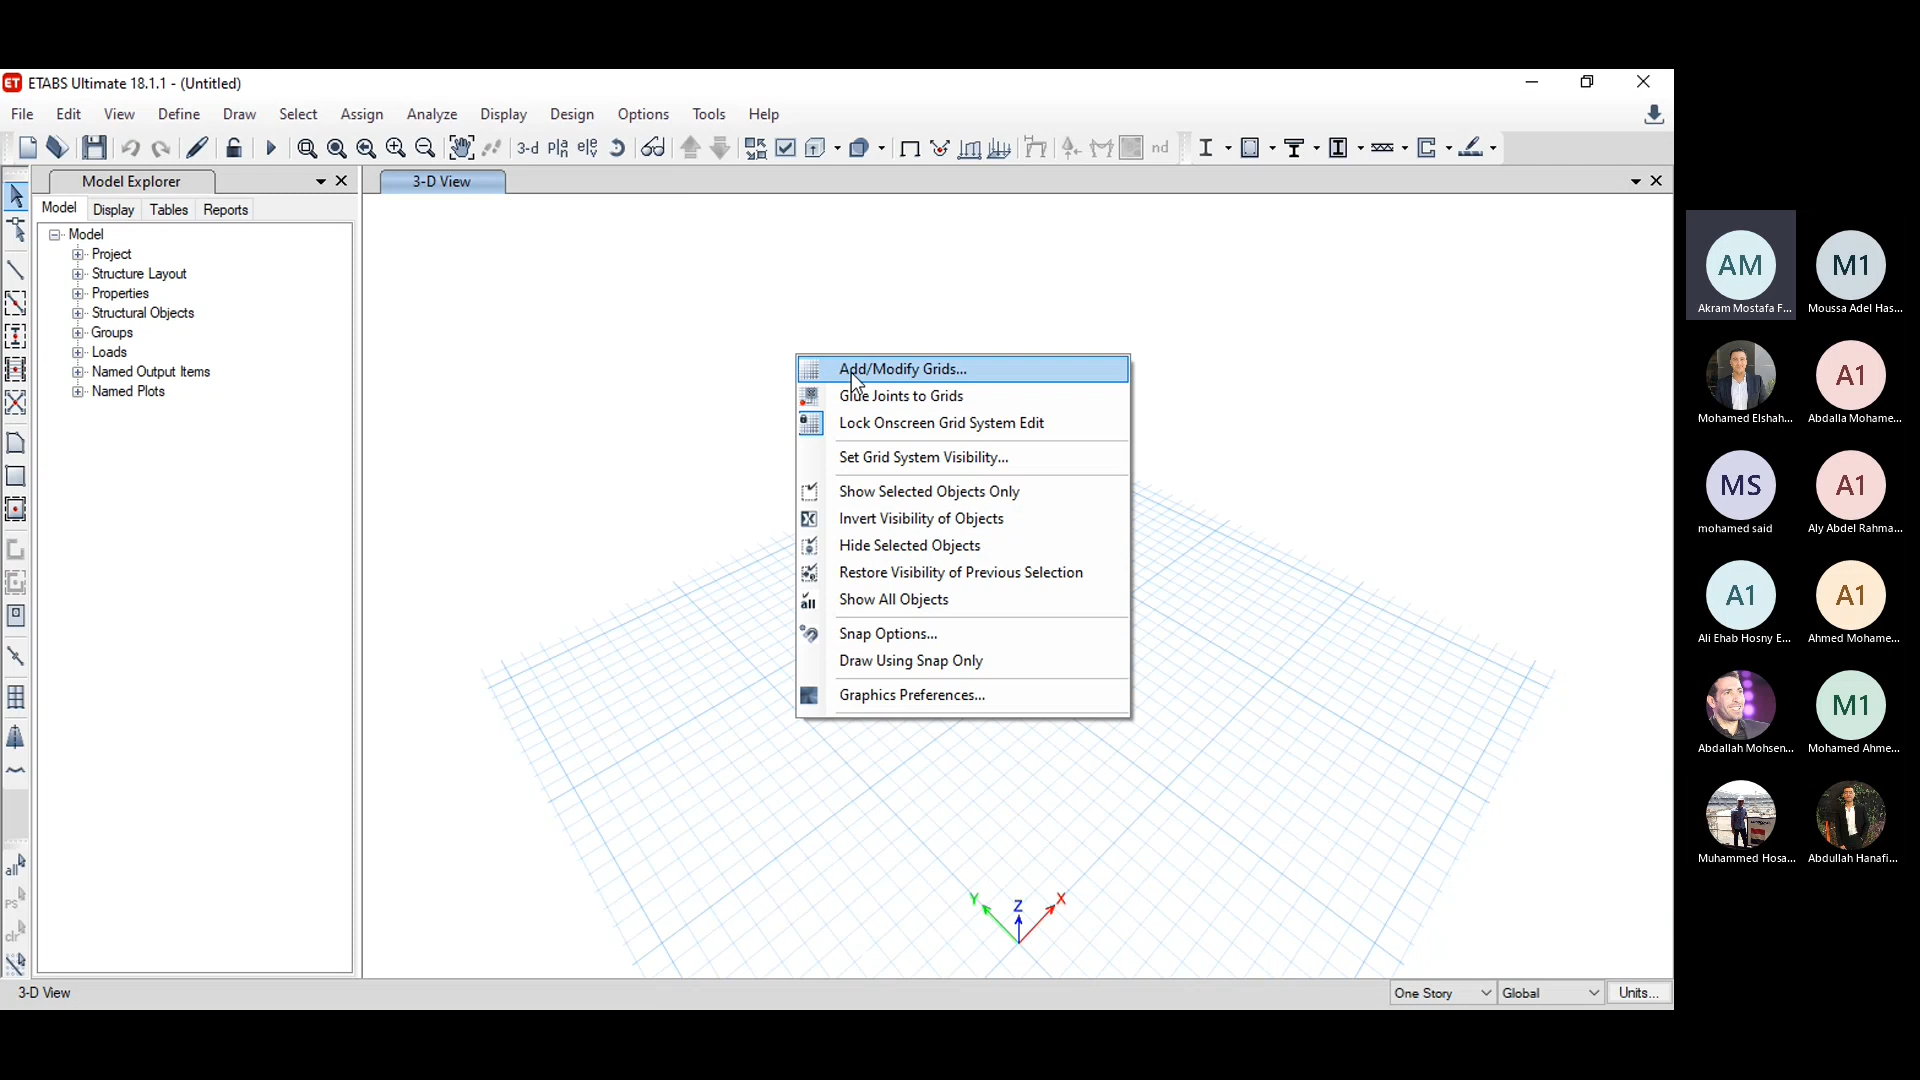 ET ETABS Ultimate 18.1.1 - (Untitled)
File Edit View Define Draw Select Assign Analyze Display Design Options Tools Help
3-d nd
Model Explorer
3-D View
Model Display Tables Reports
Model
Project
Structure Layout
Properties
Structural Objects
Groups
Loads
Named Output Items
Named Plots
Add/Modify Grids...
Glue Joints to Grids
Lock Onscreen Grid System Edit
Set Grid System Visibility...
Show Selected Objects Only
Invert Visibility of Objects
Hide Selected Objects
Restore Visibility of Previous Selection
all Show All Objects
Snap Options...
Draw Using Snap Only
Graphics Preferences...
Y Z X
all
ps
clr
3-D View
One Story
Global
Units...
AM
Akram Mostafa F...
M1
Moussa Adel Has...
Mohamed Elshah...
A1
Abdalla Mohame...
MS
mohamed said
A1
Aly Abdel Rahma...
A1
Ali Ehab Hosny E...
A1
Ahmed Mohame...
Abdallah Mohsen...
M1
Mohamed Ahme...
Muhammed Hosa...
Abdullah Hanafi...